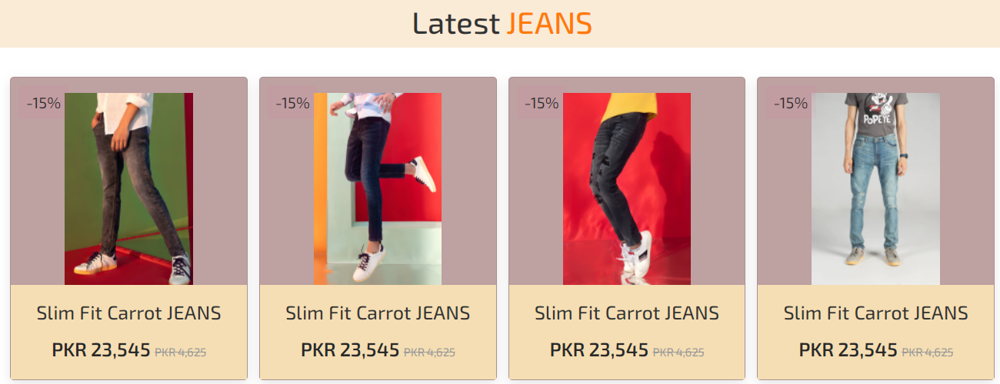 Latest JEANS
-15% -15% -15% -15%
POPEYE
Slim Fit Carrot JEANS Slim Fit Carrot JEANS Slim Fit Carrot JEANS Slim Fit Carrot JEANS
PKR 23,545 PKR 4,625 PKR 23,545 PKR 4,625 PKR 23,545 PKR 4,625 PKR 23,545 PKR 4,625